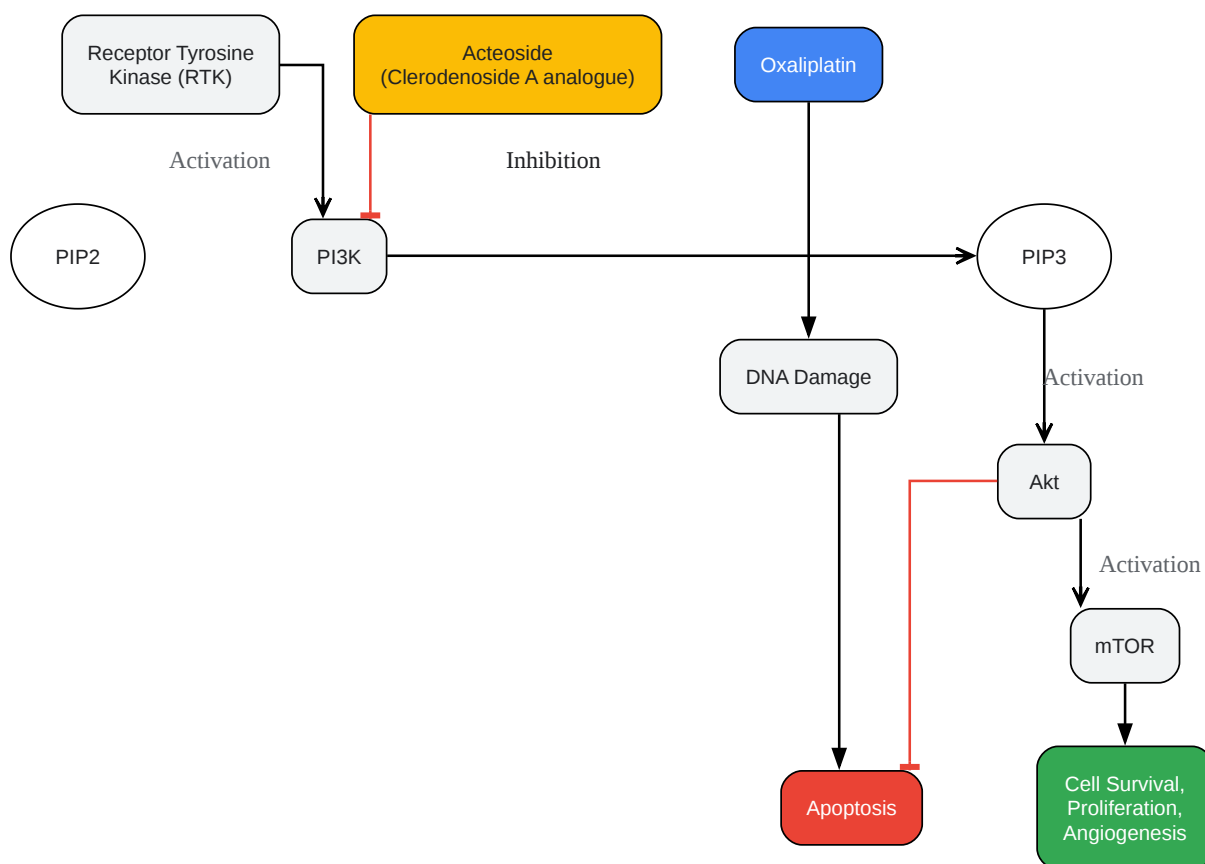 Receptor Tyrosine
Kinase (RTK)
Acteoside
(Clerodenoside A analogue)
Oxaliplatin
Activation
Inhibition
PIP2
PI3K
PIP3
DNA Damage
Activation
Akt
Activation
mTOR
Apoptosis
Cell Survival,
Proliferation,
Angiogenesis